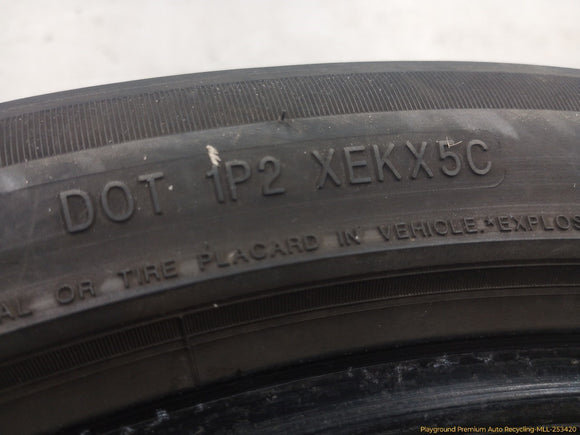 DOT 1P2 XEKX5C
AL OR TIRE PLACARD IN VEHICLE.*EXPLOS
Playground Premium Auto Recycling-MLL-253420